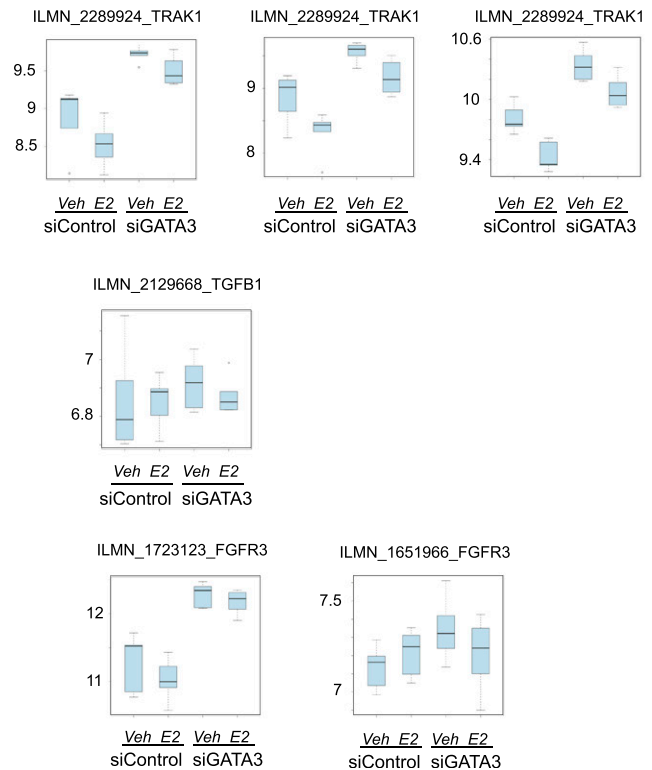 ILMN_2289924_TRAK1
ILMN_2289924_TRAK1
ILMN_2289924_TRAK1
9.5
9
8.5
9
8
10.6
10
9.4
Veh E2 Veh E2
siControl siGATA3
Veh E2 Veh E2
siControl siGATA3
Veh E2 Veh E2
siControl siGATA3
ILMN_2129668_TGFB1
7
6.8
Veh E2 Veh E2
siControl siGATA3
ILMN_1723123_FGFR3
ILMN_1651966_FGFR3
12
11
7.5
7
Veh E2 Veh E2
siControl siGATA3
Veh E2 Veh E2
siControl siGATA3